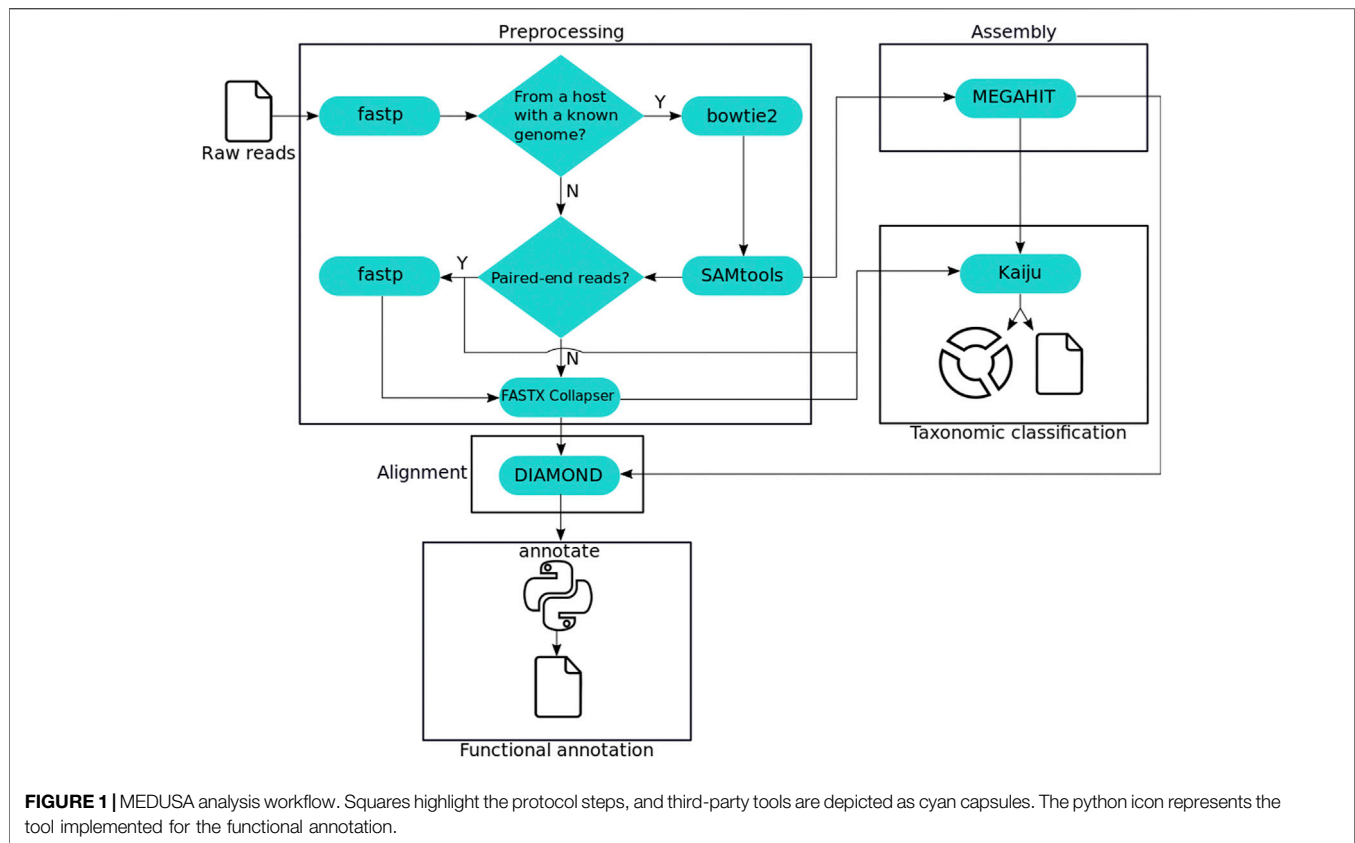 Preprocessing
Assembly
Raw reads
fastp
From a host
with a known
genome?
Y
bowtie2
MEGAHIT
N
fastp
Y
Paired-end reads?
SAMtools
Kaiju
N
FASTX Collapser
Taxonomic classification
Alignment
DIAMOND
annotate
Functional annotation
FIGURE 1 | MEDUSA analysis workflow. Squares highlight the protocol steps, and third-party tools are depicted as cyan capsules. The python icon represents the
tool implemented for the functional annotation.